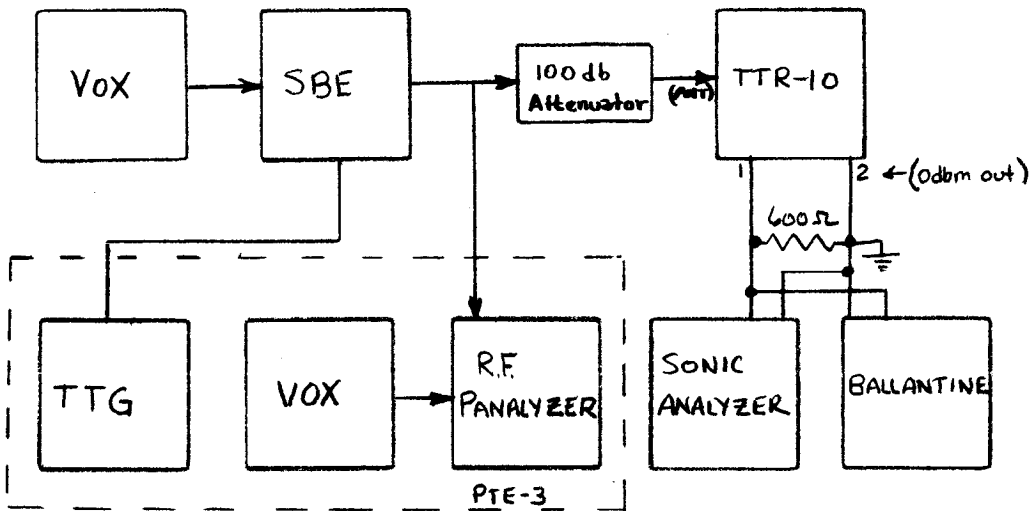 VOX
SBE
100 db
Attenuator
(ANT)
TTR-10
1
2 ←(0dbm out)
600Ω
TTG
VOX
R.F.
PANALYZER
SONIC
ANALYZER
BALLANTINE
PTE-3